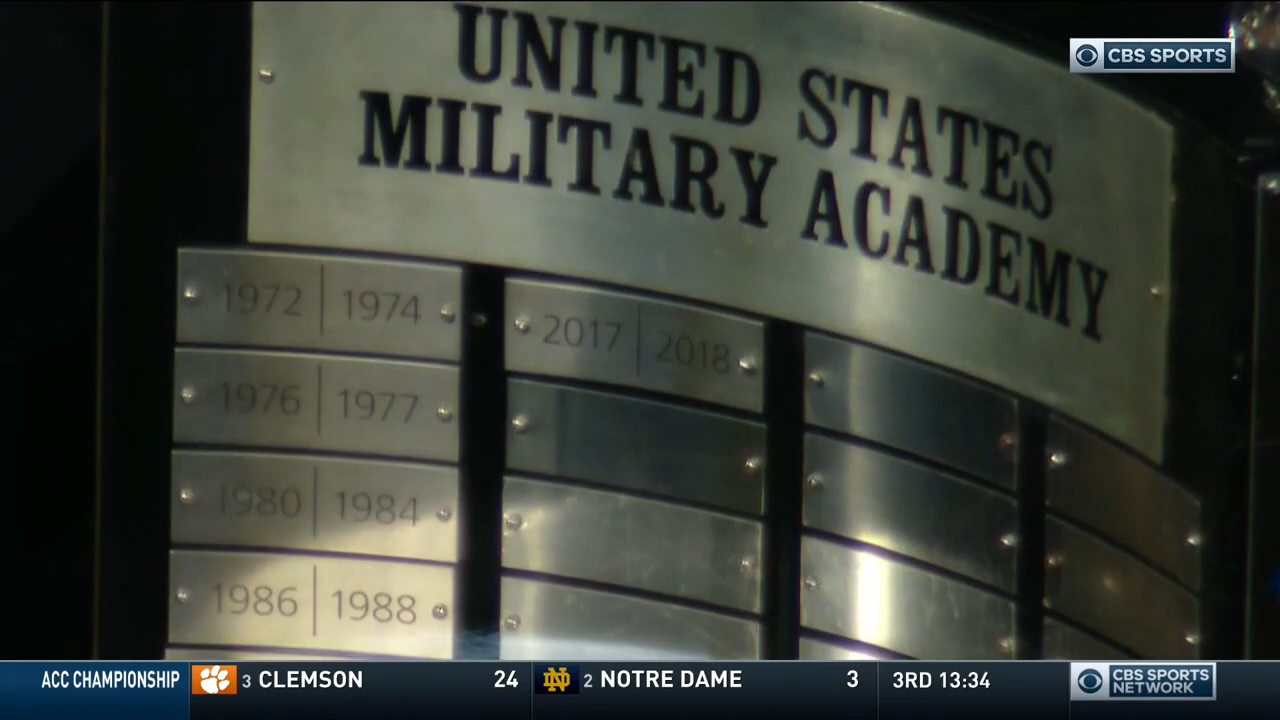 CBS SPORTS
UNITED STATES
MILITARY ACADEMY
1972 1974
1976 1977
1980 1984
1986 1988
2017 2018
ACC CHAMPIONSHIP 3 CLEMSON 24 ND 2 NOTRE DAME 3 3RD 13:34 CBS SPORTS
NETWORK